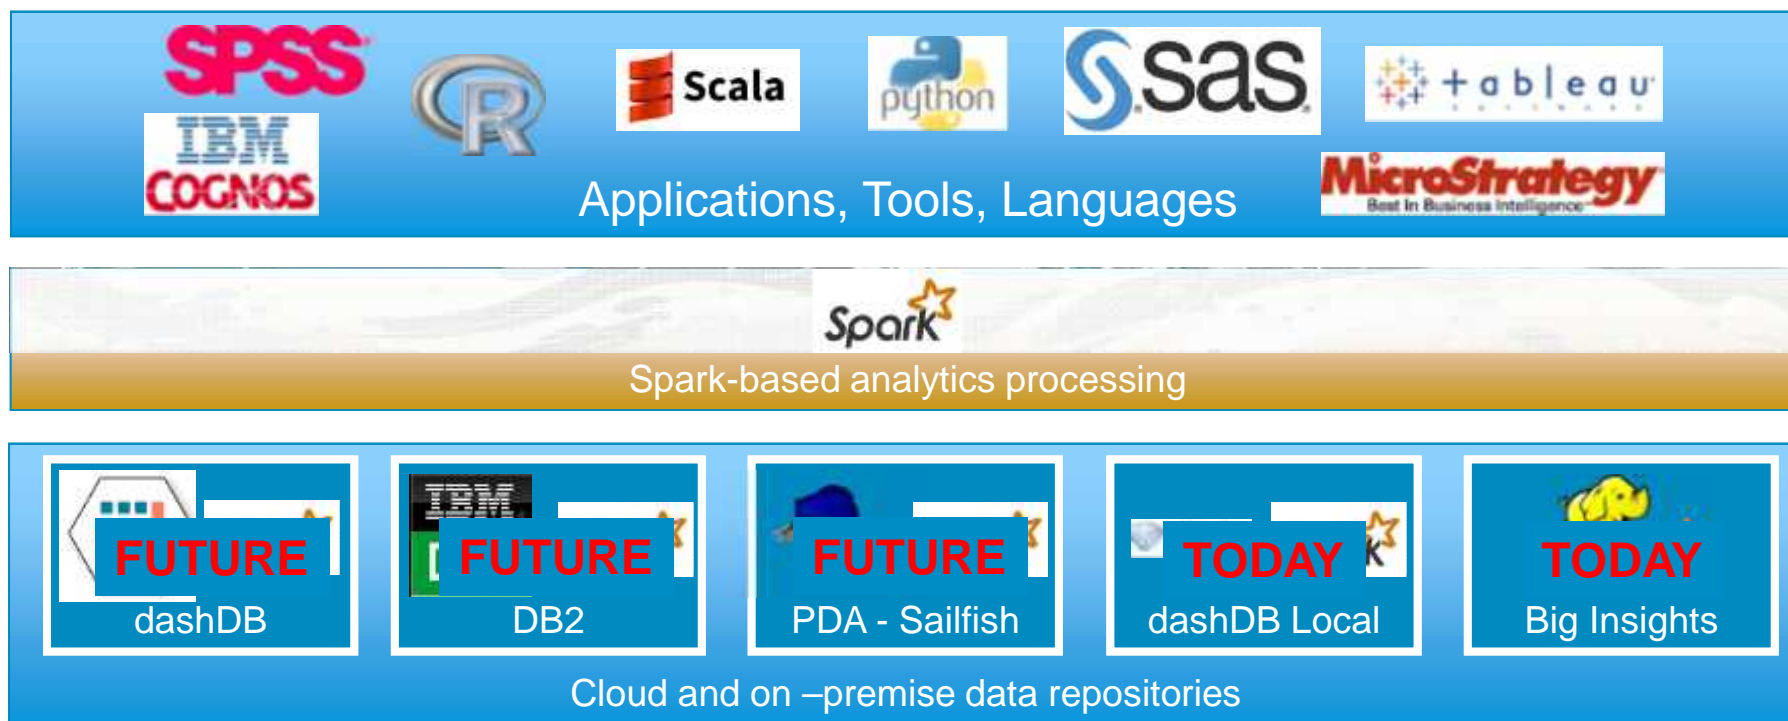 SPSS
R
Scala
python
sas
+ a b | e a u
IBM
COGNOS
MicroStrategy
Best In Business Intelligence
Applications, Tools, Languages
Spark
Spark-based analytics processing
IBM
FUTURE
FUTURE
FUTURE
TODAY
TODAY
dashDB
DB2
PDA - Sailfish
dashDB Local
Big Insights
Cloud and on –premise data repositories